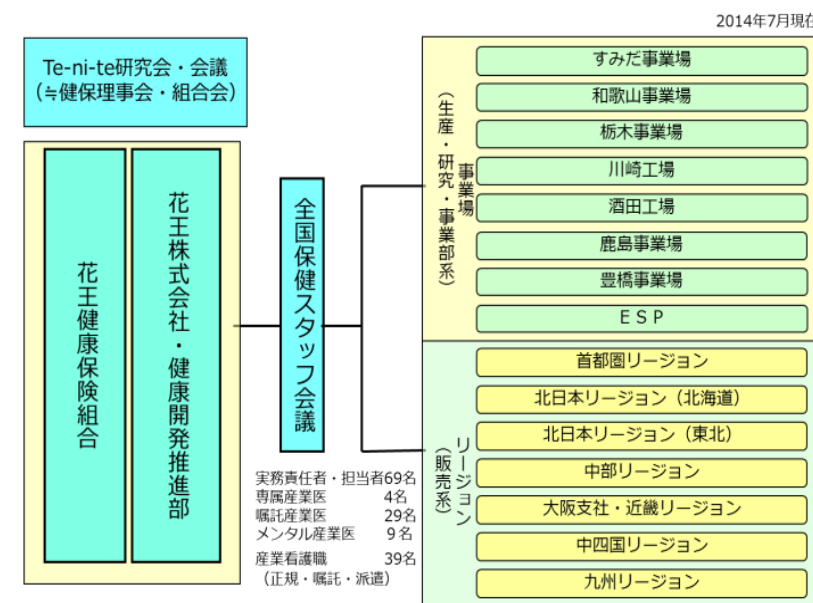 2014年7月現在
Te-ni-te研究会・会議
(≒健保理事会・組合会)
花王健康保険組合
花王株式会社・健康開発推進部
全国保健スタッフ会議
実務責任者・担当者69名
専属産業医 4名
嘱託産業医 29名
メンタル産業医 9名
産業看護職 39名
(正規・嘱託・派遣)
事業場
(生産・研究・事業部系)
すみだ事業場
和歌山事業場
栃木事業場
川崎工場
酒田工場
鹿島事業場
豊橋事業場
ESP
リージョン
(販売系)
首都圏リージョン
北日本リージョン(北海道)
北日本リージョン(東北)
中部リージョン
大阪支社・近畿リージョン
中四国リージョン
九州リージョン